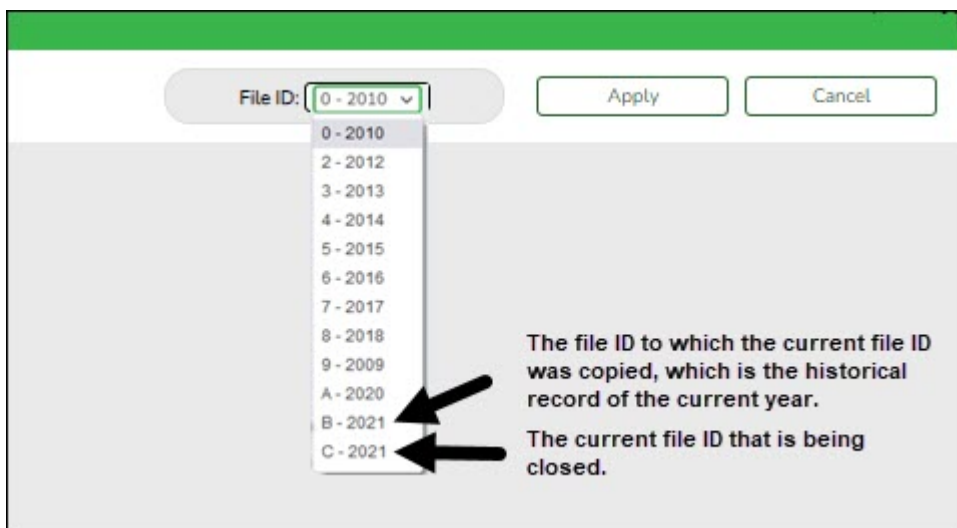 File ID: 0 - 2010 Apply Cancel
0 - 2010
2 - 2012
3 - 2013
4 - 2014
5 - 2015
6 - 2016
7 - 2017
8 - 2018
9 - 2009
A - 2020
B - 2021
C - 2021
The file ID to which the current file ID
was copied, which is the historical
record of the current year.
The current file ID that is being
closed.